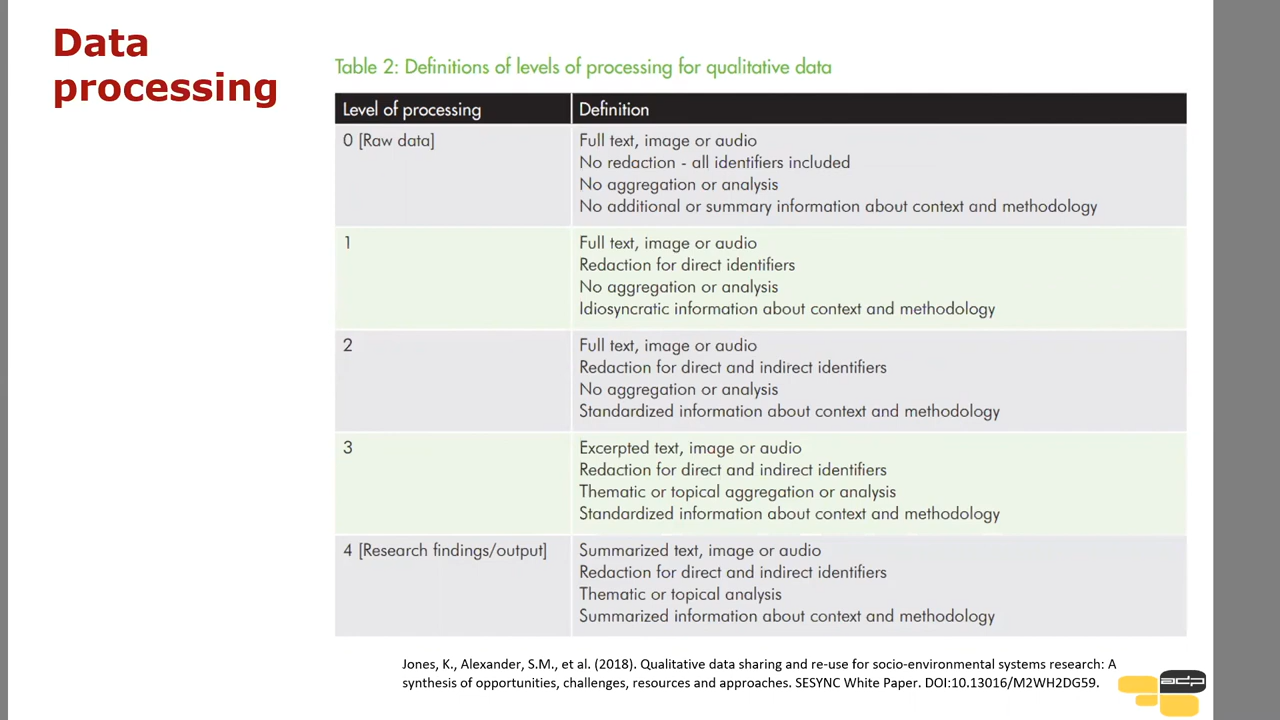 Data
processing
Table 2: Definitions of levels of processing for qualitative data
Level of processing
Definition
0 [Raw data]
Full text, image or audio
No redaction - all identifiers included
No aggregation or analysis
No additional or summary information about context and methodology
1
Full text, image or audio
Redaction for direct identifiers
No aggregation or analysis
Idiosyncratic information about context and methodology
2
Full text, image or audio
Redaction for direct and indirect identifiers
No aggregation or analysis
Standardized information about context and methodology
3
Excerpted text, image or audio
Redaction for direct and indirect identifiers
Thematic or topical aggregation or analysis
Standardized information about context and methodology
4 [Research findings/output]
Summarized text, image or audio
Redaction for direct and indirect identifiers
Thematic or topical analysis
Summarized information about context and methodology
Jones, K., Alexander, S.M., et al. (2018). Qualitative data sharing and re-use for socio-environmental systems research: A
synthesis of opportunities, challenges, resources and approaches. SESYNC White Paper. DOI:10.13016/M2WH2DG59.
adp